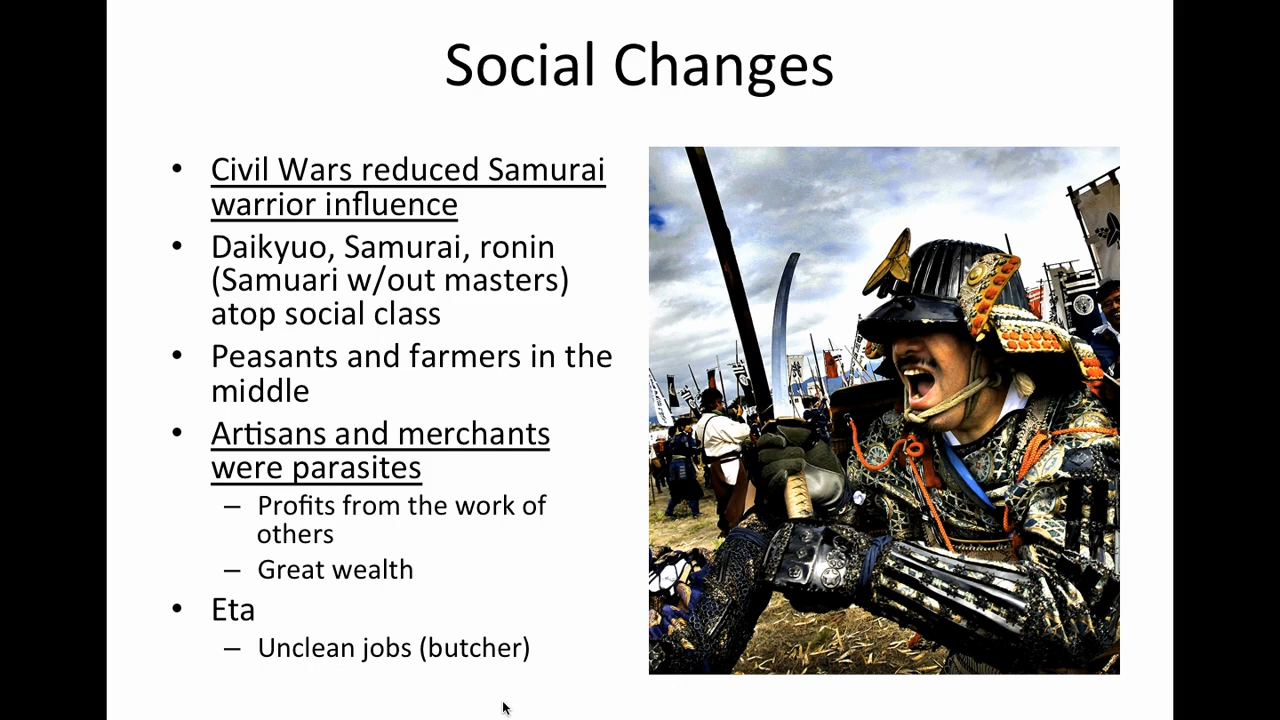 Social Changes
• Civil Wars reduced Samurai
warrior influence
• Daikyuo, Samurai, ronin
(Samuari w/out masters)
atop social class
• Peasants and farmers in the
middle
• Artisans and merchants
were parasites
– Profits from the work of
others
– Great wealth
• Eta
– Unclean jobs (butcher)